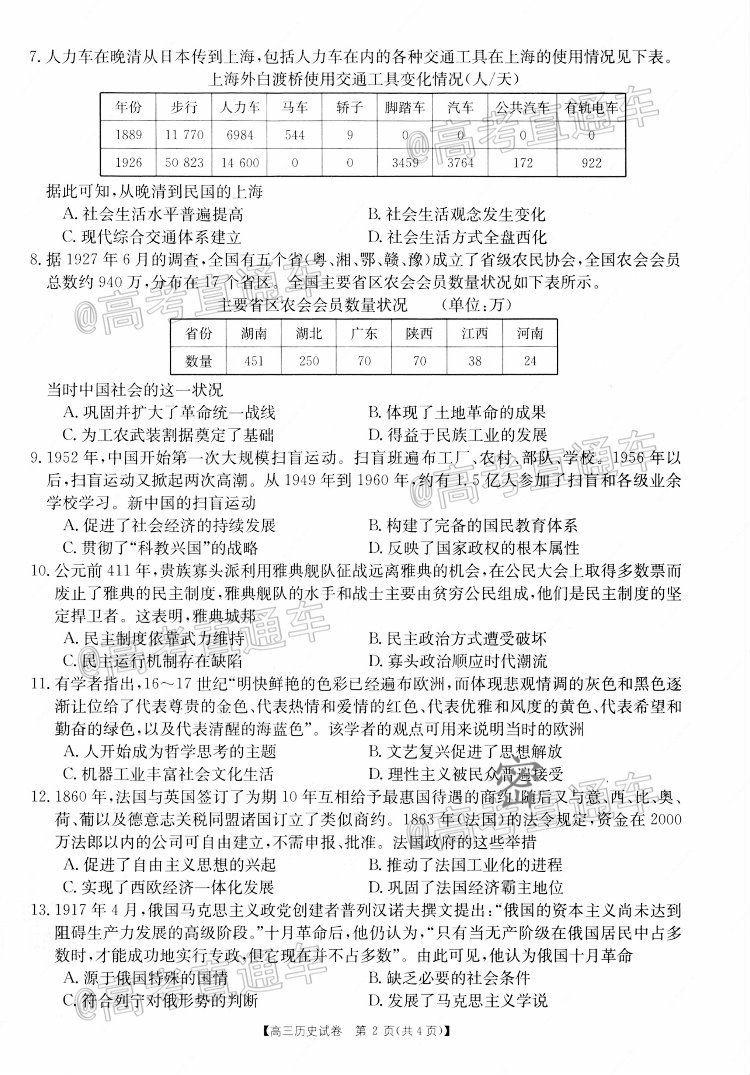 7. 人力车在晚清从日本传到上海,包括人力车在内的各种交通工具在上海的使用情况见下表。
上海外白渡桥使用交通工具变化情况(人/天)
年份 步行 人力车 马车 轿子 脚踏车 汽车 公共汽车 有轨电车
1889 11 770 6984 544 9 0 0 0 0
1926 50 823 14 600 0 0 3459 3764 172 922
据此可知,从晚清到民国的上海
A. 社会生活水平普遍提高 B. 社会生活观念发生变化
C. 现代综合交通体系建立 D. 社会生活方式全盘西化
8. 据 1927 年 6 月的调查,全国有五个省(粤、湘、鄂、赣、豫)成立了省级农民协会,全国农会会员
总数约 940 万,分布在 17 个省区。全国主要省区农会会员数量状况如下表所示。
主要省区农会会员数量状况 (单位:万)
省份 湖南 湖北 广东 陕西 江西 河南
数量 451 250 70 70 38 24
当时中国社会的这一状况
A. 巩固并扩大了革命统一战线 B. 体现了土地革命的成果
C. 为工农武装割据奠定了基础 D. 得益于民族工业的发展
9. 1952 年,中国开始第一次大规模扫盲运动。扫盲班遍布工厂、农村、部队、学校。1956 年以
后,扫盲运动又掀起两次高潮。从 1949 年到 1960 年,约有 1.5 亿人参加了扫盲和各级业余
学校学习。新中国的扫盲运动
A. 促进了社会经济的持续发展 B. 构建了完备的国民教育体系
C. 贯彻了“科教兴国”的战略 D. 反映了国家政权的根本属性
10. 公元前 411 年,贵族寡头派利用雅典舰队征战远离雅典的机会,在公民大会上取得多数票而
废止了雅典的民主制度,雅典舰队的水手和战士主要由贫穷公民组成,他们是民主制度的坚
定捍卫者。这表明,雅典城邦
A. 民主制度依靠武力维持 B. 民主政治方式遭受破坏
C. 民主运行机制存在缺陷 D. 寡头政治顺应时代潮流
11. 有学者指出,16～17 世纪“明快鲜艳的色彩已经遍布欧洲,而体现悲观情调的灰色和黑色逐
渐让位给了代表尊贵的金色、代表热情和爱情的红色、代表优雅和风度的黄色、代表希望和
勤奋的绿色,以及代表清醒的海蓝色”。该学者的观点可用来说明当时的欧洲
A. 人开始成为哲学思考的主题 B. 文艺复兴促进了思想解放
C. 机器工业丰富社会文化生活 D. 理性主义被民众普遍接受
12. 1860 年,法国与英国签订了为期 10 年互相给予最惠国待遇的商约,随后又与意、西、比、奥、
荷、葡以及德意志关税同盟诸国订立了类似商约。1863 年(法国)的法令规定,资金在 2000
万法郎以内的公司可自由建立,不需申报、批准。法国政府的这些举措
A. 促进了自由主义思想的兴起 B. 推动了法国工业化的进程
C. 实现了西欧经济一体化发展 D. 巩固了法国经济霸主地位
13. 1917 年 4 月,俄国马克思主义政党创建者普列汉诺夫撰文提出:“俄国的资本主义尚未达到
阻碍生产力发展的高级阶段。”十月革命后,他仍认为,“只有当无产阶级在俄国居民中占多
数时,才能成功地实行专政,但它现在并不占多数”。由此可见,他认为俄国十月革命
A. 源于俄国特殊的国情 B. 缺乏必要的社会条件
C. 符合列宁对俄形势的判断 D. 发展了马克思主义学说
【高三历史试卷 第 2 页(共 4 页)】
密
@高考直通车
@高考直通车
@高考直通车
@高考直通车
@高考直通车
@高考直通车